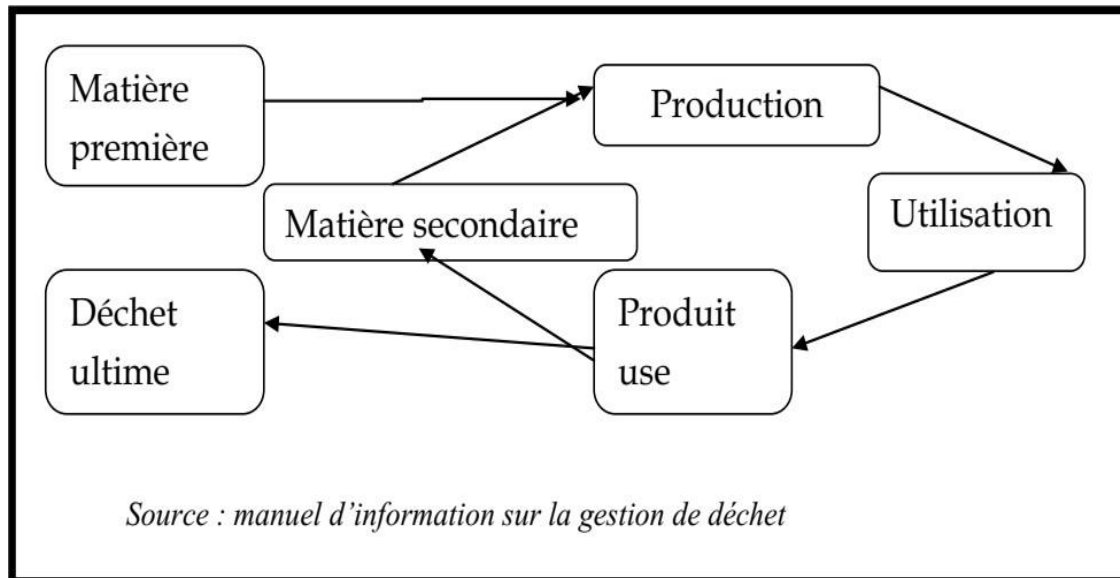 Matière
première
Production
Matière secondaire
Utilisation
Déchet
ultime
Produit
use
Source : manuel d'information sur la gestion de déchet